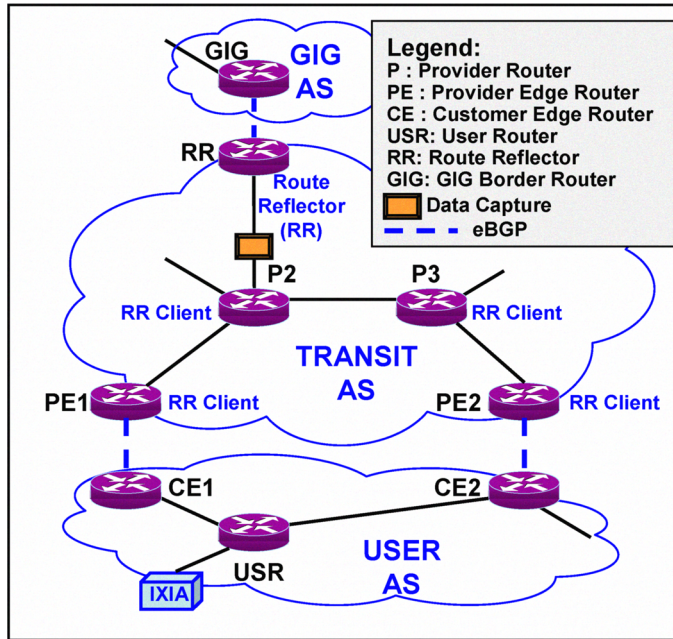 GIG
GIG
AS
Legend:
P : Provider Router
PE : Provider Edge Router
CE : Customer Edge Router
USR: User Router
RR: Route Reflector
GIG: GIG Border Router
Data Capture
eBGP
RR
Route
Reflector
(RR)
P2
P3
RR Client
RR Client
TRANSIT
AS
PE1
RR Client
PE2
RR Client
CE1
CE2
USR
USER
AS
IXIA